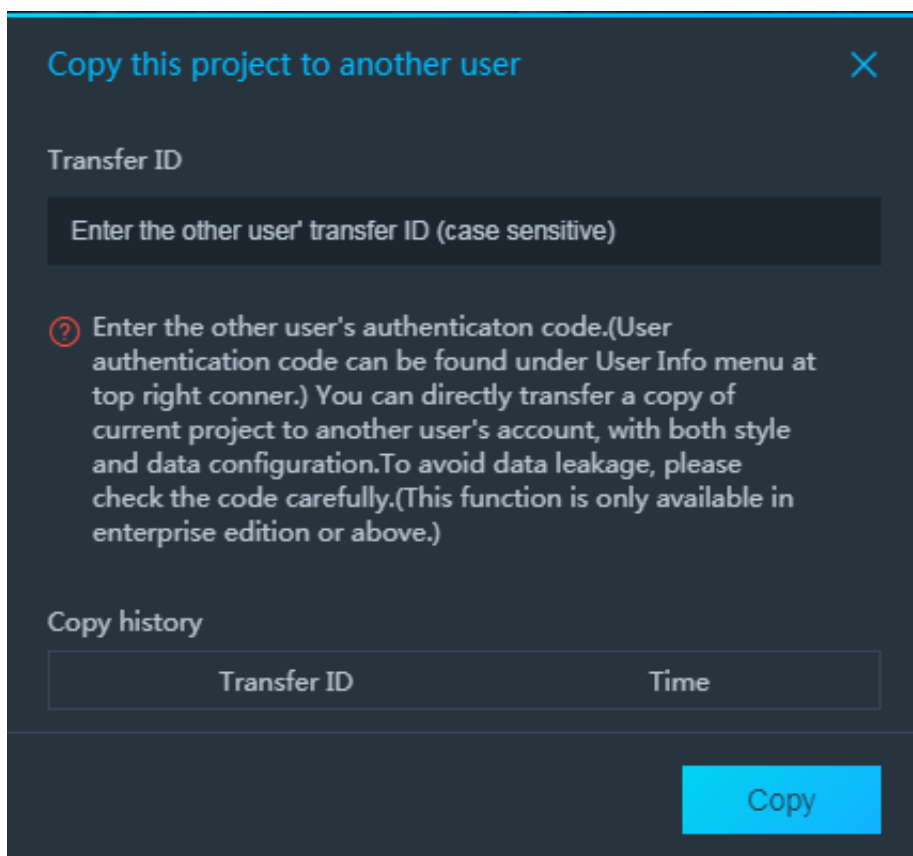 Copy this project to another user
Transfer ID
Enter the other user' transfer ID (case sensitive)
Enter the other user's authenticaton code.(User
authentication code can be found under User Info menu at
top right conner.) You can directly transfer a copy of
current project to another user's account, with both style
and data configuration.To avoid data leakage, please
check the code carefully.(This function is only available in
enterprise edition or above.)
Copy history
Transfer ID Time
Copy